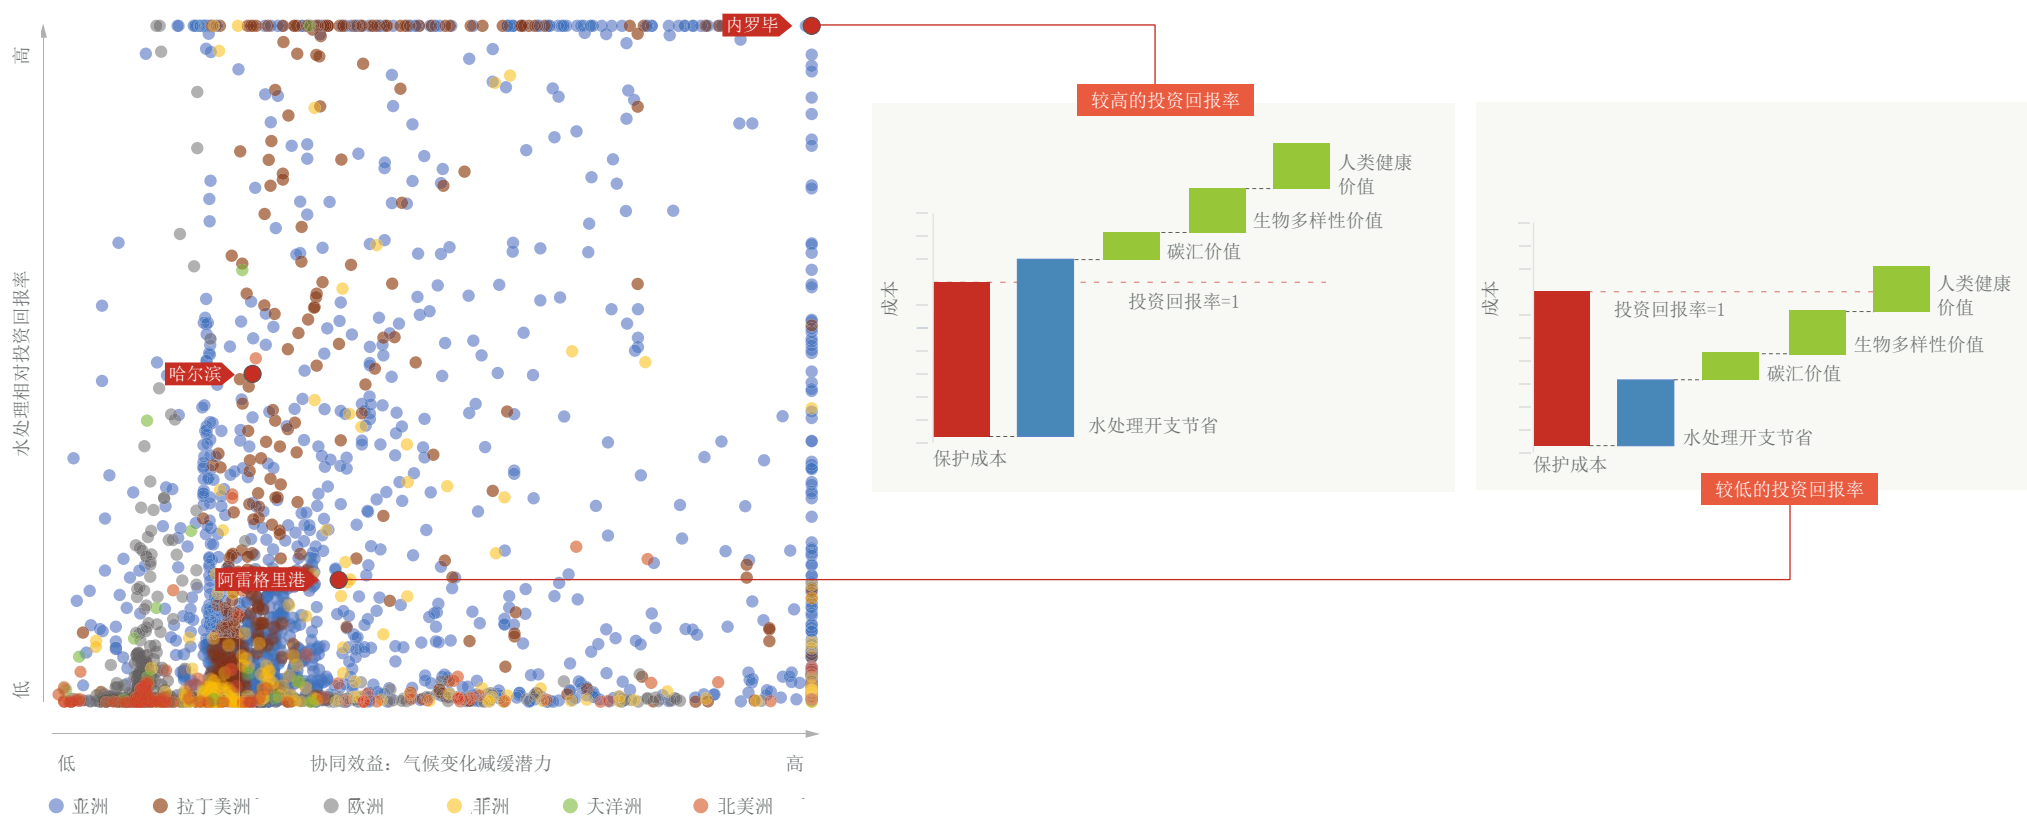 高
水处理相对投资回报率
低
内罗毕
哈尔滨
阿雷格里港
低
协同效益：气候变化减缓潜力
高
亚洲
拉丁美洲
欧洲
非洲
大洋洲
北美洲
较高的投资回报率
成本
人类健康
价值
生物多样性价值
碳汇价值
投资回报率=1
水处理开支节省
保护成本
成本
人类健康
价值
投资回报率=1
生物多样性价值
碳汇价值
水处理开支节省
保护成本
较低的投资回报率